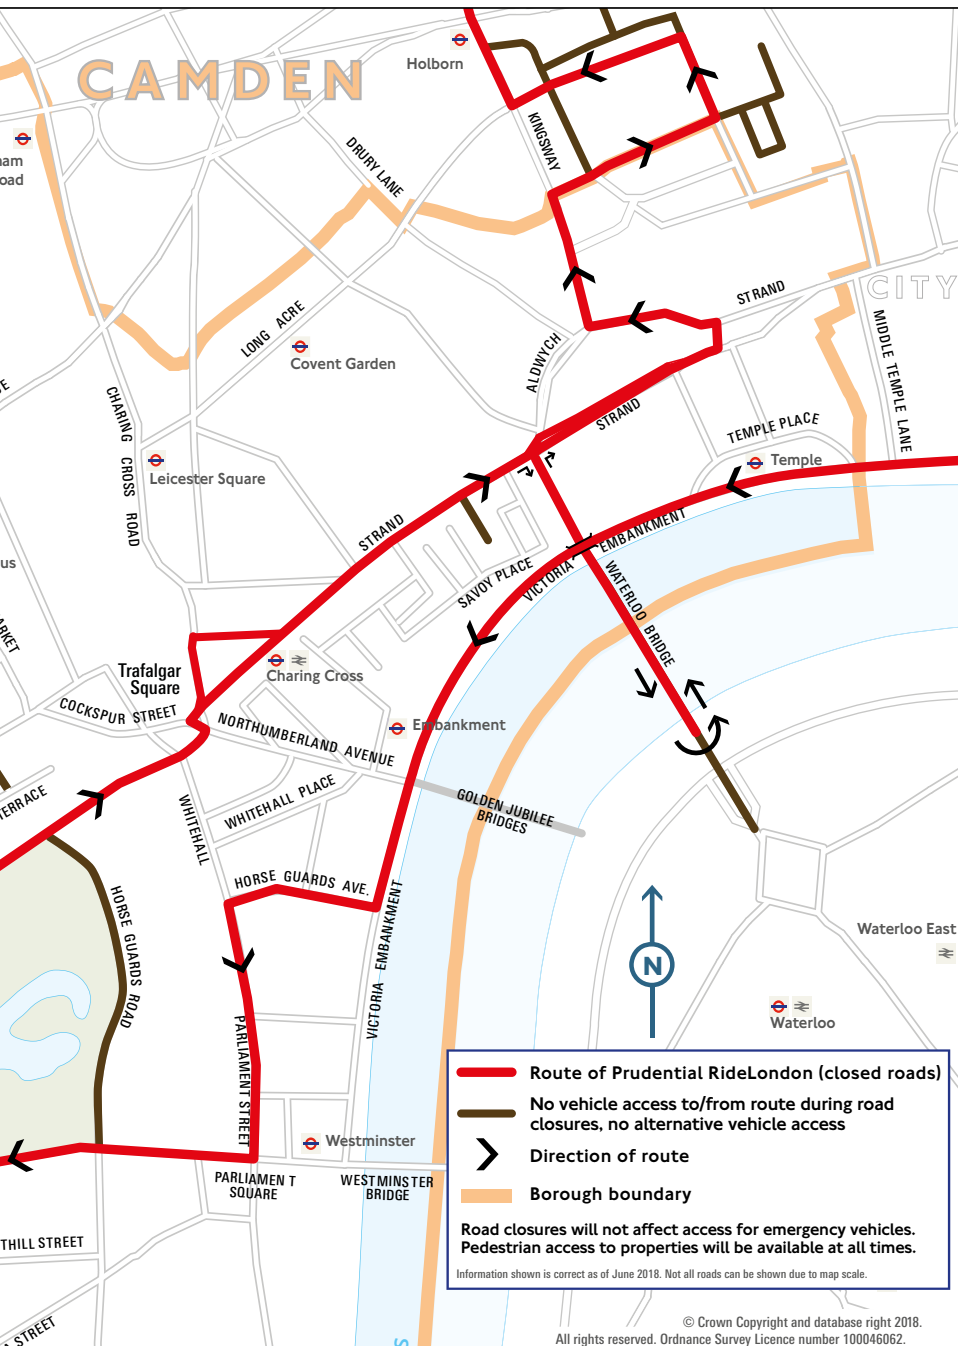 Holborn
CAMDEN
KINGSWAY
DRURY LANE
STRAND
CITY
LONG ACRE
MIDDLE TEMPLE LANE
ALDWYCH
Covent Garden
CHARING CROSS ROAD
STRAND
TEMPLE PLACE
Temple
Leicester Square
STRAND
VICTORIA EMBANKMENT
SAVOY PLACE
WATERLOO BRIDGE
Trafalgar
Square
Charing Cross
COCKSPUR STREET
NORTHUMBERLAND AVENUE
Embankment
TERRACE
WHITEHALL
WHITEHALL PLACE
GOLDEN JUBILEE
BRIDGES
HORSE GUARDS AVE.
HORSE GUARDS ROAD
VICTORIA EMBANKMENT
Waterloo East
N
Waterloo
PARLIAMENT STREET
Westminster
PARLIAMEN T
SQUARE
WESTMINSTER
BRIDGE
THILL STREET
STREET
Route of Prudential RideLondon (closed roads)
No vehicle access to/from route during road
closures, no alternative vehicle access
Direction of route
Borough boundary
Road closures will not affect access for emergency vehicles.
Pedestrian access to properties will be available at all times.
Information shown is correct as of June 2018. Not all roads can be shown due to map scale.
© Crown Copyright and database right 2018.
All rights reserved. Ordnance Survey Licence number 100046062.